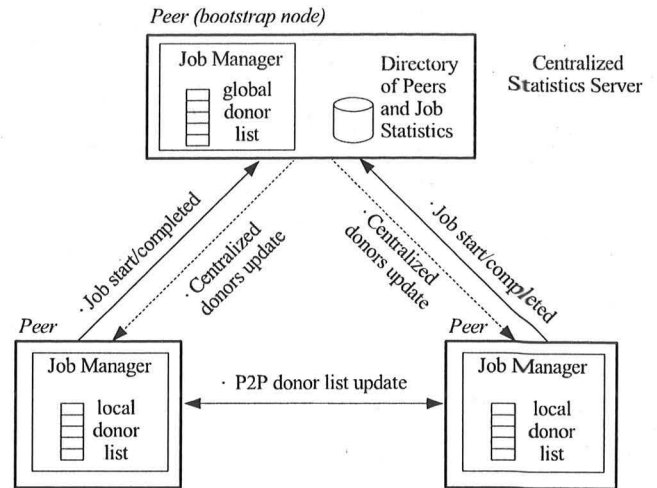 Peer (bootstrap node)
Job Manager
global
donor
list
Directory
of Peers
and Job
Statistics
Centralized
Statistics Server
· Job start/completed
· Centralized
donors update
· Centralized
donors update
· Job start/completed
Peer
Job Manager
local
donor
list
· P2P donor list update
Peer
Job Manager
local
donor
list